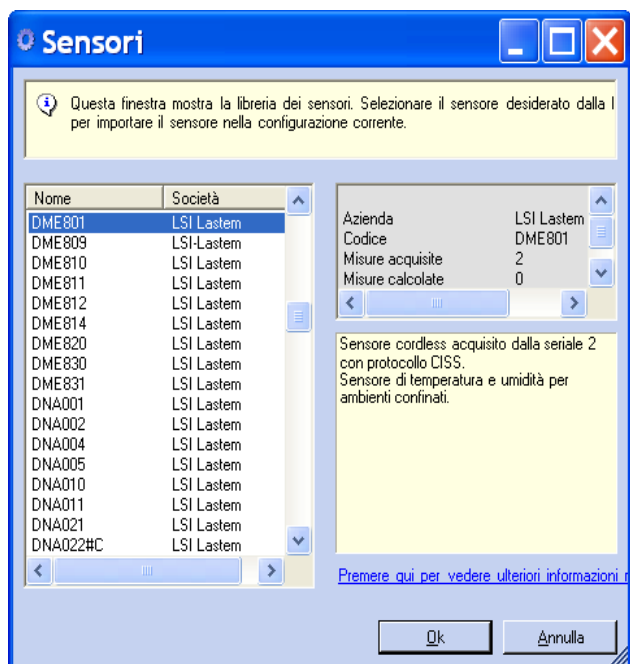 Sensori
Questa finestra mostra la libreria dei sensori. Selezionare il sensore desiderato dalla l
per importare il sensore nella configurazione corrente.
Nome Società
DME801 LSI Lastem
DME809 LSI-Lastem
DME810 LSI Lastem
DME811 LSI Lastem
DME812 LSI Lastem
DME814 LSI Lastem
DME820 LSI Lastem
DME830 LSI Lastem
DME831 LSI Lastem
DNA001 LSI Lastem
DNA002 LSI Lastem
DNA004 LSI Lastem
DNA005 LSI Lastem
DNA010 LSI Lastem
DNA011 LSI Lastem
DNA021 LSI Lastem
DNA022#C LSI Lastem
Azienda LSI Lastem
Codice DME801
Misure acquisite 2
Misure calcolate 0
Sensore cordless acquisito dalla seriale 2
con protocollo CISS.
Sensore di temperatura e umidità per
ambienti confinati.
Premere qui per vedere ulteriori informazioni r
Ok Annulla